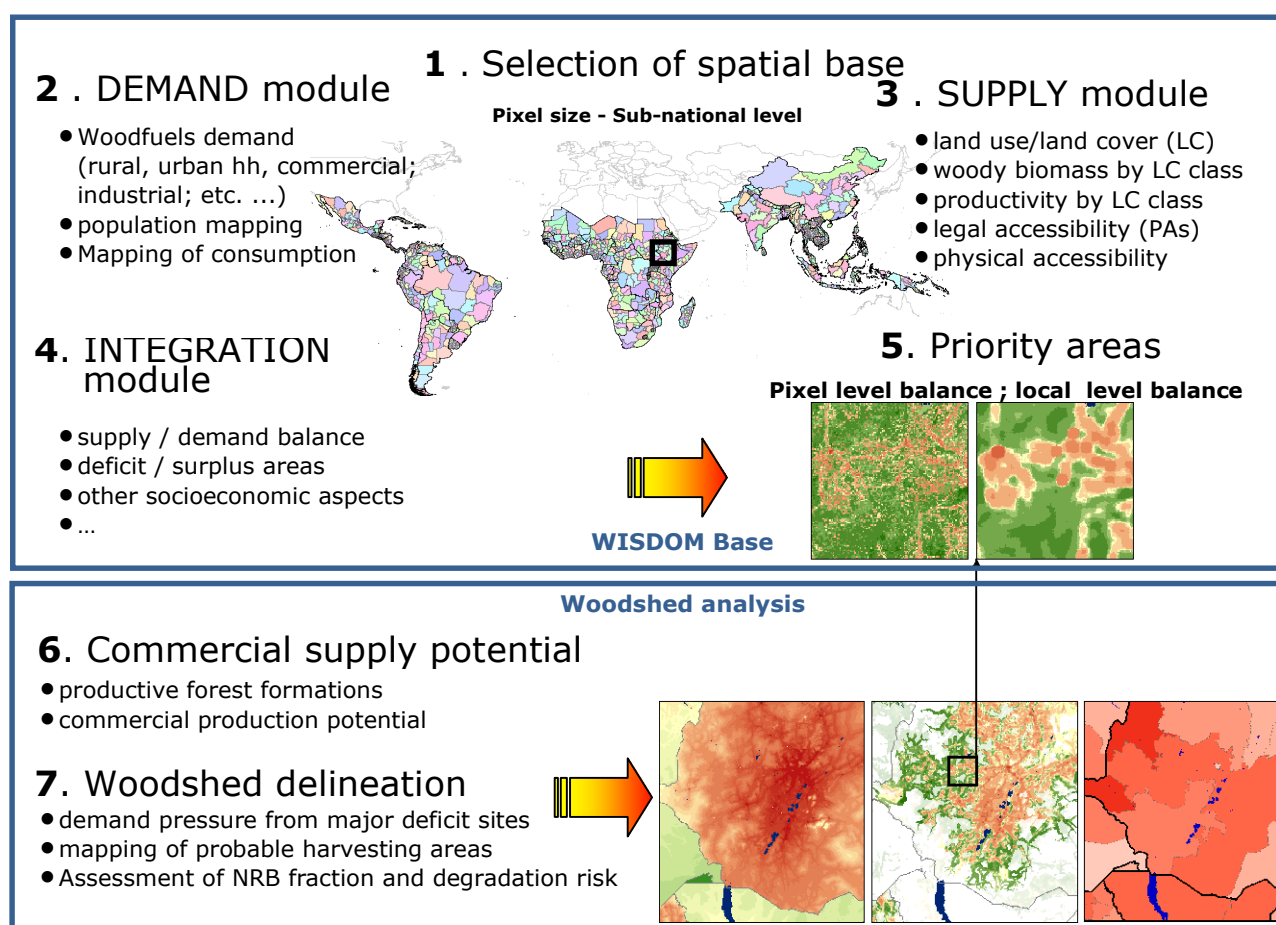 1 . Selection of spatial base
Pixel size - Sub-national level
2 . DEMAND module
• Woodfuels demand
(rural, urban hh, commercial;
industrial; etc. ...)
• population mapping
• Mapping of consumption
3 . SUPPLY module
• land use/land cover (LC)
• woody biomass by LC class
• productivity by LC class
• legal accessibility (PAs)
• physical accessibility
4. INTEGRATION
module
• supply / demand balance
• deficit / surplus areas
• other socioeconomic aspects
• ...
5. Priority areas
Pixel level balance ; local level balance
WISDOM Base
Woodshed analysis
6. Commercial supply potential
• productive forest formations
• commercial production potential
7. Woodshed delineation
• demand pressure from major deficit sites
• mapping of probable harvesting areas
• Assessment of NRB fraction and degradation risk